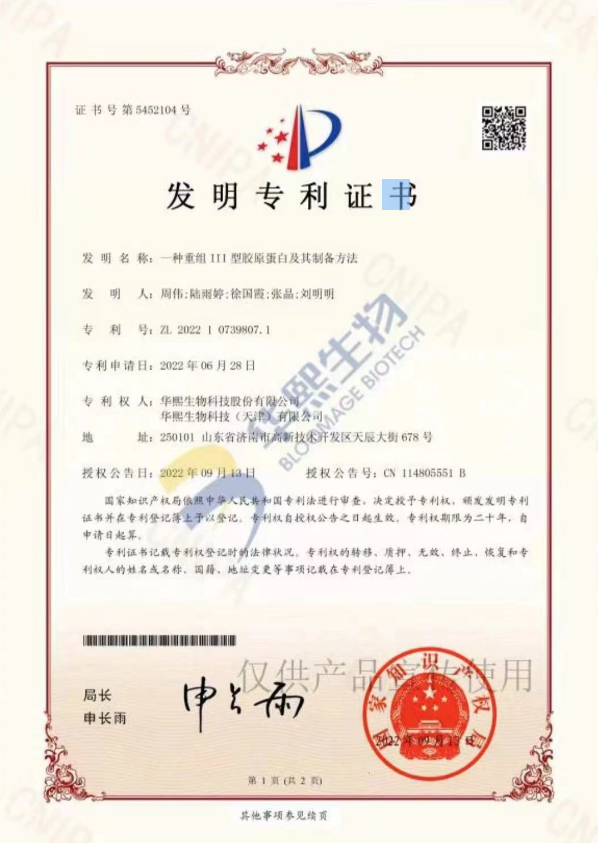 证书号第5452104号
发明专利证书
发明名称：一种重组III型胶原蛋白及其制备方法
发明人：周伟;陆雨婷;徐国霞;张晶;刘明明
专利号：ZL 2022 1 0739807.1
专利申请日：2022年06月28日
专利权人：华熙生物科技股份有限公司
华熙生物科技（天津）有限公司
地址：250101 山东省济南市高新技术开发区天辰大街678号
授权公告日：2022年09月13日 授权公告号：CN 114805551 B
国家知识产权局依照中华人民共和国专利法进行审查，决定授予专利权，颁发发明专利
证书并在专利登记簿上予以登记。专利权自授权公告之日起生效。专利权期限为二十年，自
申请日起算。
专利证书记载专利权登记时的法律状况。专利权的转移、质押、无效、终止、恢复和专
利权人的姓名或名称、国籍、地址变更等事项记载在专利登记簿上。
华熙生物
BLOOMAGE BIOTECH
仅供产品宣传使用
局长
申长雨
申长雨
国家知识产权局
2022年09月13日
第1页(共2页)
其他事项参见续页
CNIPA